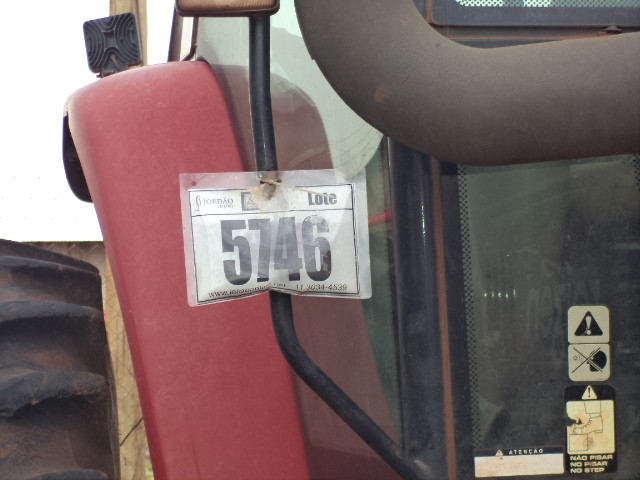 JORDÃO
Lote
5746
11 3034-4539
ATENÇÃO
NÃO PISAR
NO PISAR
NO STEP